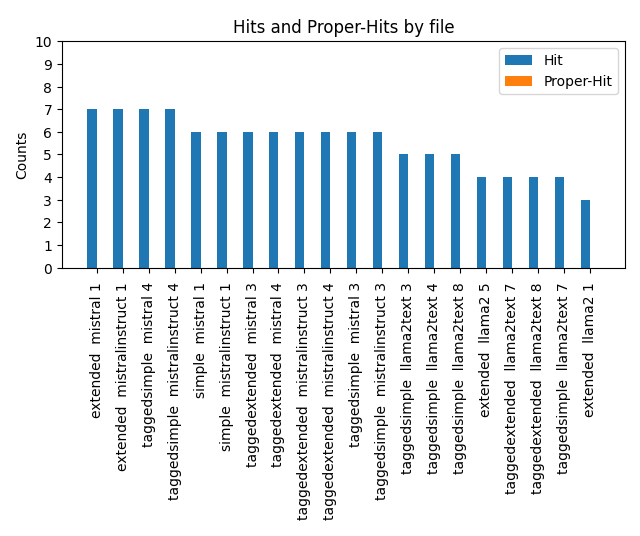 Hits and Proper-Hits by file
Hit
Proper-Hit
Counts
10
9
8
7
6
5
4
3
2
1
0
extended mistral 1
extended mistralinstruct 1
taggedsimple mistral 4
taggedsimple mistralinstruct 4
simple mistral 1
simple mistralinstruct 1
taggedextended mistral 3
taggedextended mistral 4
taggedextended mistralinstruct 3
taggedextended mistralinstruct 4
taggedsimple mistral 3
taggedsimple mistralinstruct 3
taggedsimple llama2text 3
taggedsimple llama2text 4
taggedsimple llama2text 8
extended llama2 5
taggedextended llama2text 7
taggedextended llama2text 8
taggedsimple llama2text 7
extended llama2 1